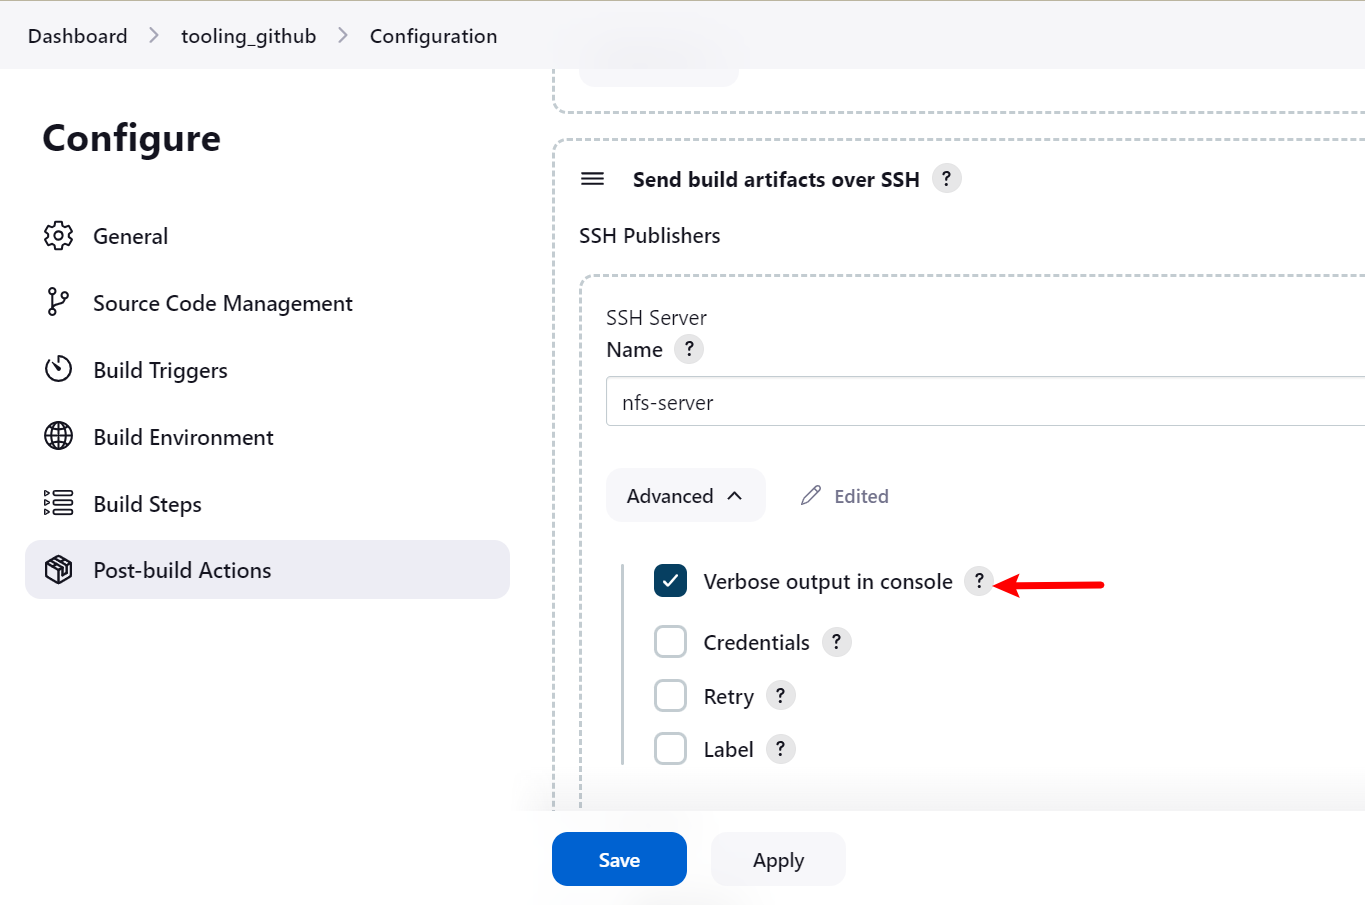 Dashboard > tooling_github > Configuration
Configure
General
Source Code Management
Build Triggers
Build Environment
Build Steps
Post-build Actions
Send build artifacts over SSH ?
SSH Publishers
SSH Server
Name ?
nfs-server
Advanced
Edited
Verbose output in console ?
Credentials ?
Retry ?
Label ?
Save
Apply